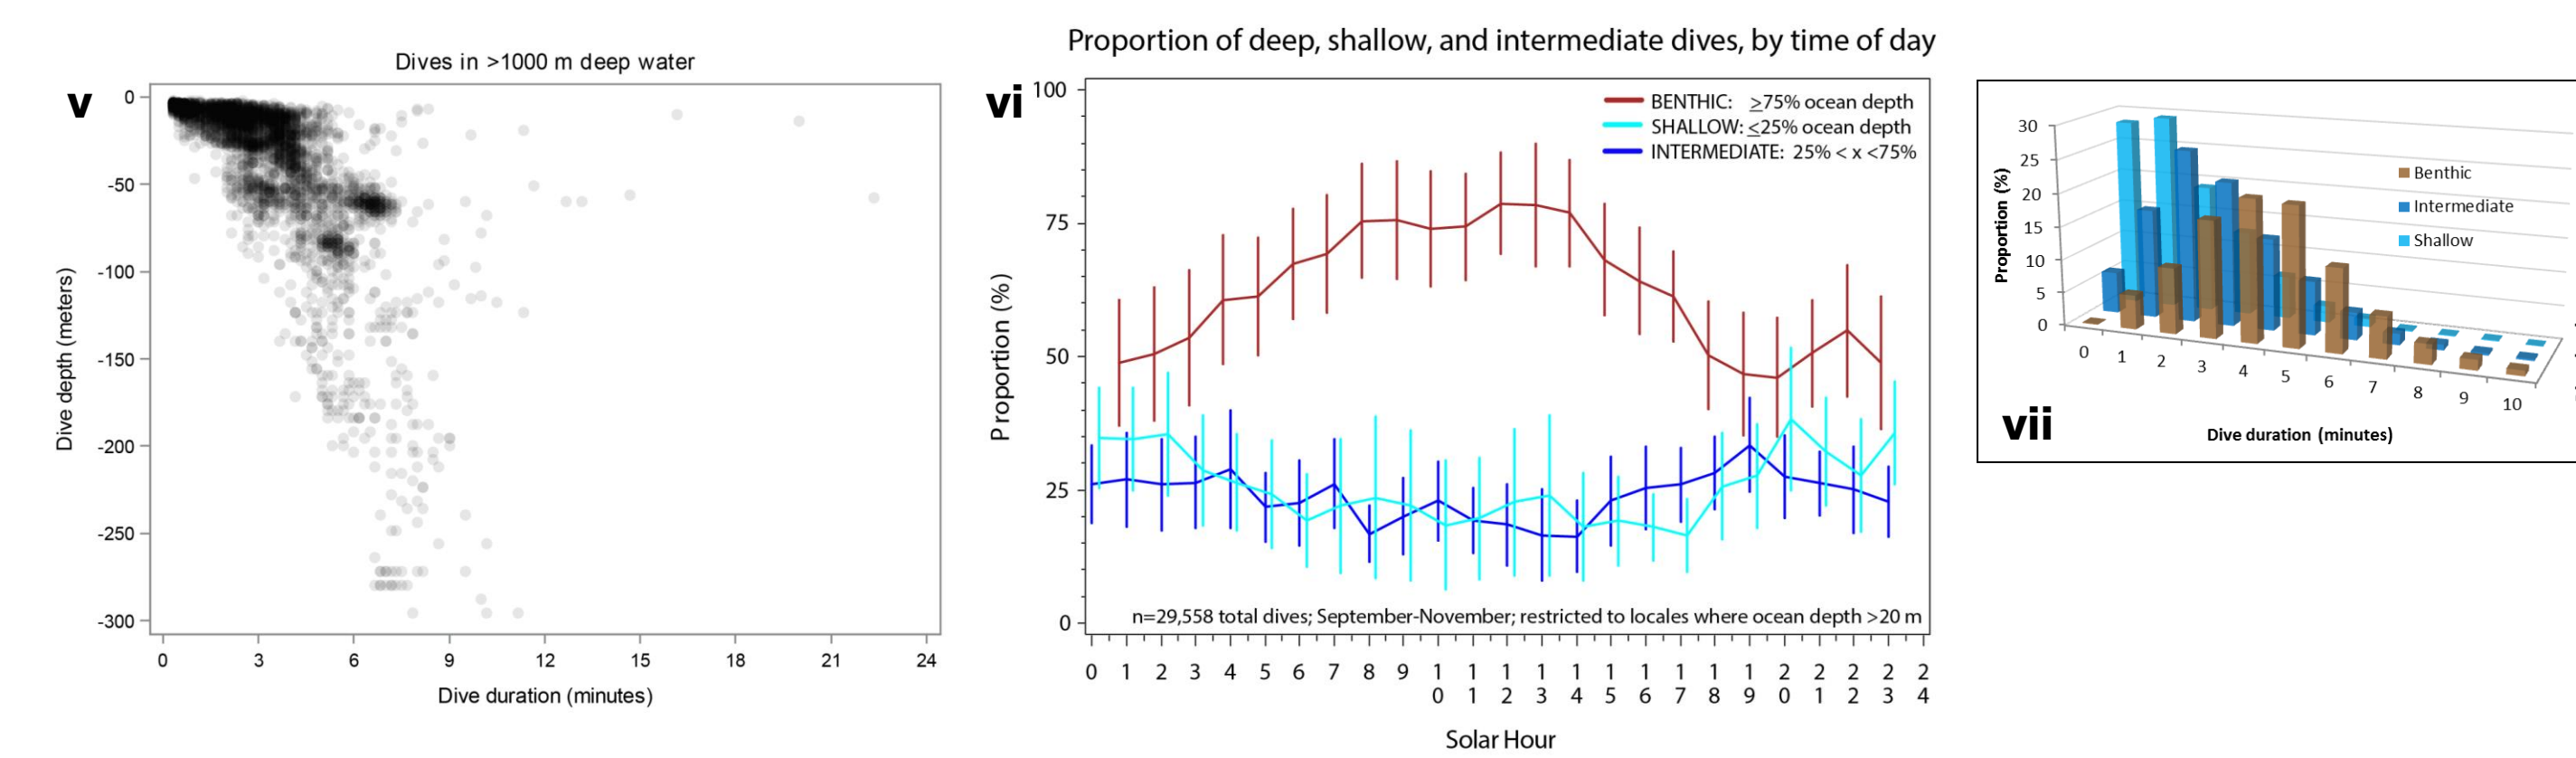 v
Dives in >1000 m deep water
0
-50
-100
-150
-200
-250
-300
Dive depth (meters)
0 3 6 9 12 15 18 21 24
Dive duration (minutes)
vi
Proportion of deep, shallow, and intermediate dives, by time of day
100
75
50
25
0
Proportion (%)
BENTHIC: ≥75% ocean depth
SHALLOW: ≤25% ocean depth
INTERMEDIATE: 25% < x <75%
n=29,558 total dives; September-November; restricted to locales where ocean depth >20 m
0 1 2 3 4 5 6 7 8 9 10 11 12 13 14 15 16 17 18 19 20 21 22 23 24
Solar Hour
vii
30
25
20
15
10
5
0
Proportion (%)
Benthic
Intermediate
Shallow
0 1 2 3 4 5 6 7 8 9 10
Dive duration (minutes)